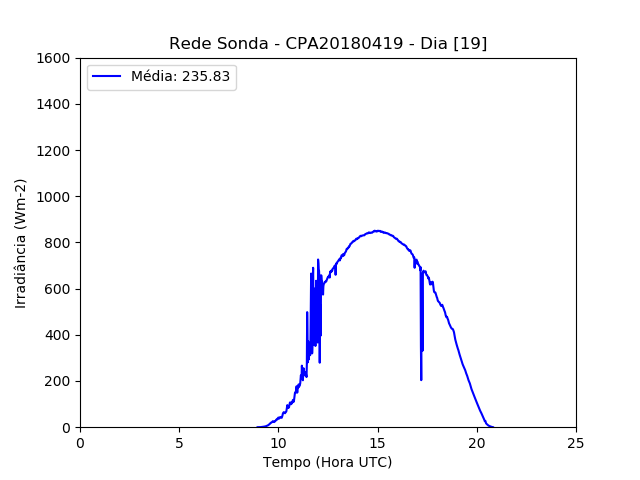 Rede Sonda - CPA20180419 - Dia [19]
Média: 235.83
1600
1400
1200
1000
800
600
400
200
0
Irradiância (Wm-2)
0 5 10 15 20 25
Tempo (Hora UTC)